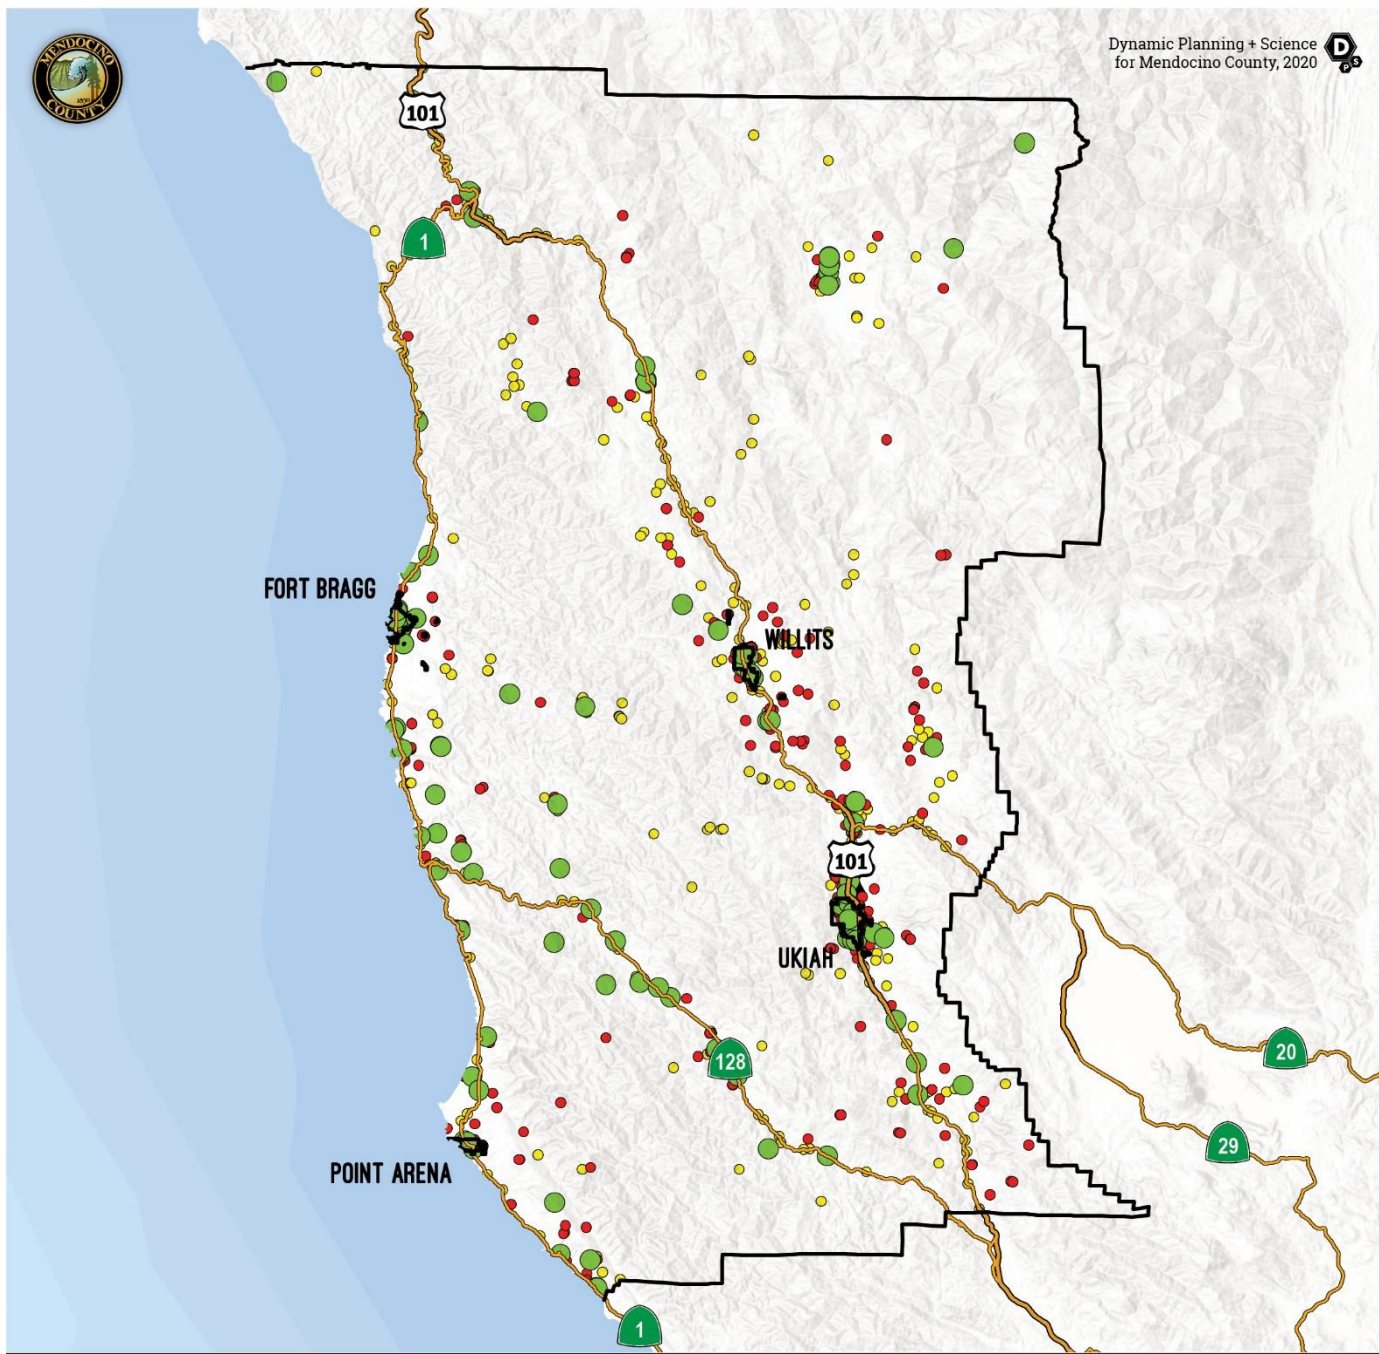 MENDOCINO
1850
COUNTY
Dynamic Planning + Science
for Mendocino County, 2020
D
P
S
101
1
FORT BRAGG
WILLITS
101
UKIAH
128
20
29
POINT ARENA
1